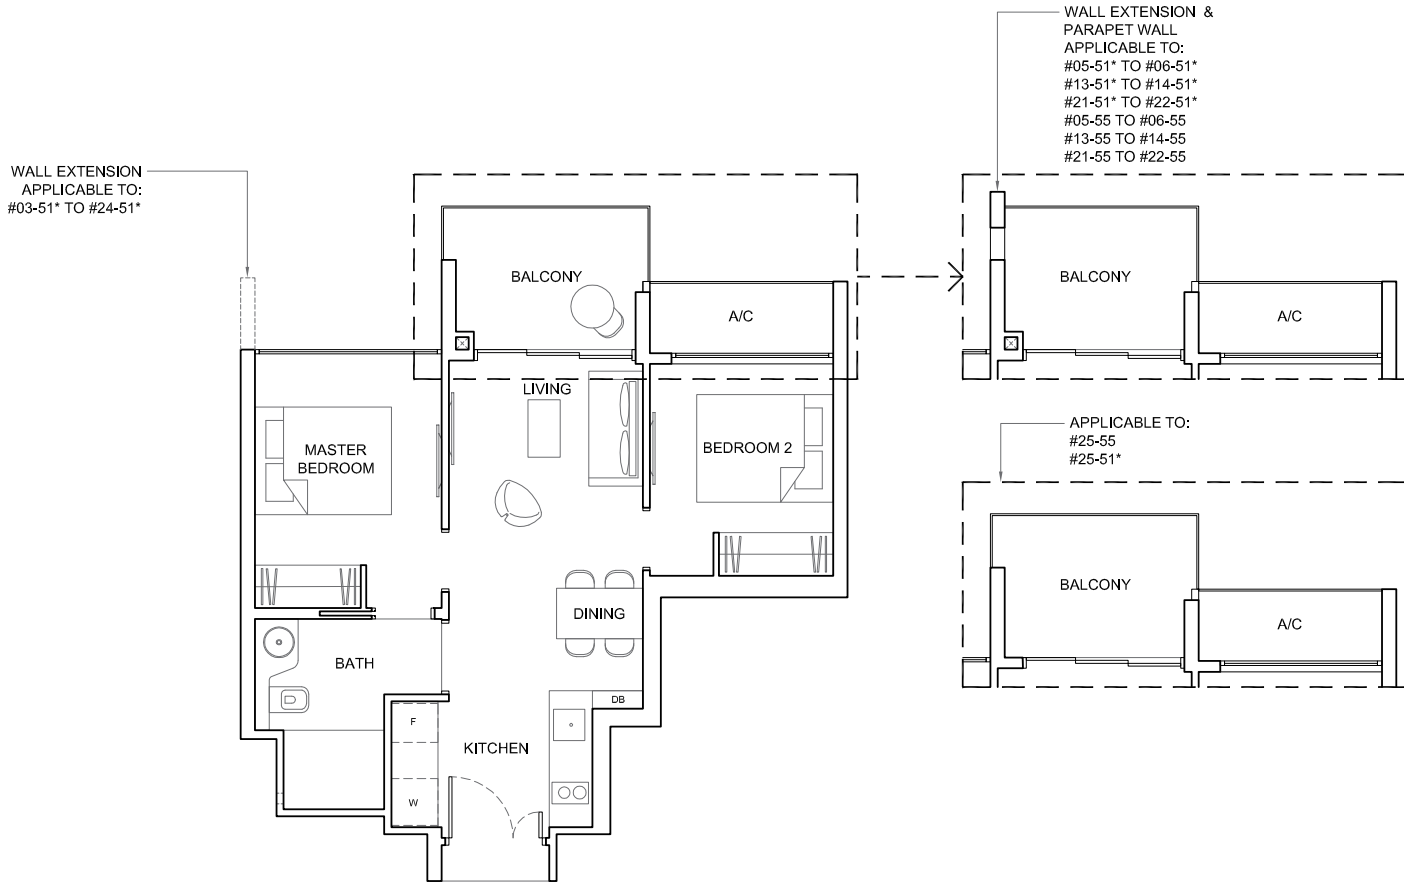 WALL EXTENSION &
PARAPET WALL
APPLICABLE TO:
#05-51* TO #06-51*
#13-51* TO #14-51*
#21-51* TO #22-51*
#05-55 TO #06-55
#13-55 TO #14-55
#21-55 TO #22-55
WALL EXTENSION
APPLICABLE TO:
#03-51* TO #24-51*
BALCONY
A/C
BALCONY
A/C
LIVING
MASTER
BEDROOM
BEDROOM 2
APPLICABLE TO:
#25-55
#25-51*
BALCONY
A/C
DINING
BATH
DB
F
KITCHEN
W